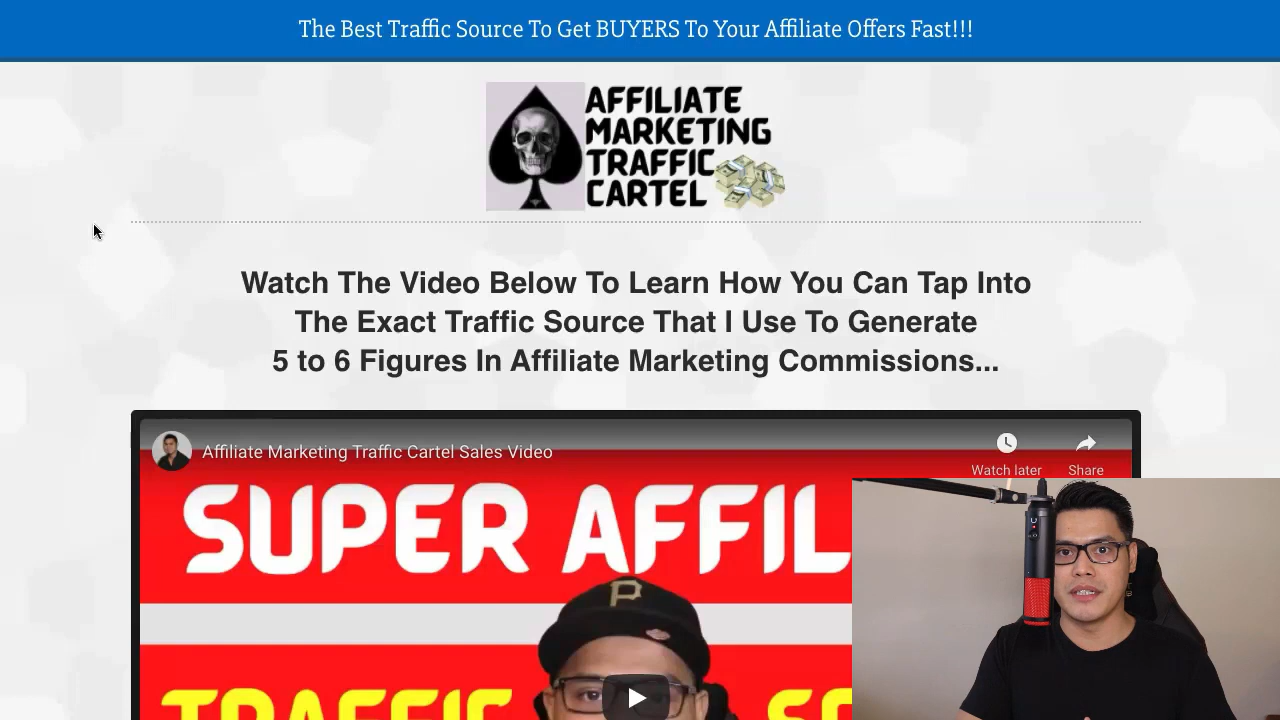 The Best Traffic Source To Get BUYERS To Your Affiliate Offers Fast!!!
AFFILIATE
MARKETING
TRAFFIC
CARTEL
Watch The Video Below To Learn How You Can Tap Into
The Exact Traffic Source That I Use To Generate
5 to 6 Figures In Affiliate Marketing Commissions...
Affiliate Marketing Traffic Cartel Sales Video
Watch later
Share
SUPER AFFIL
P
TRAFFIC SO